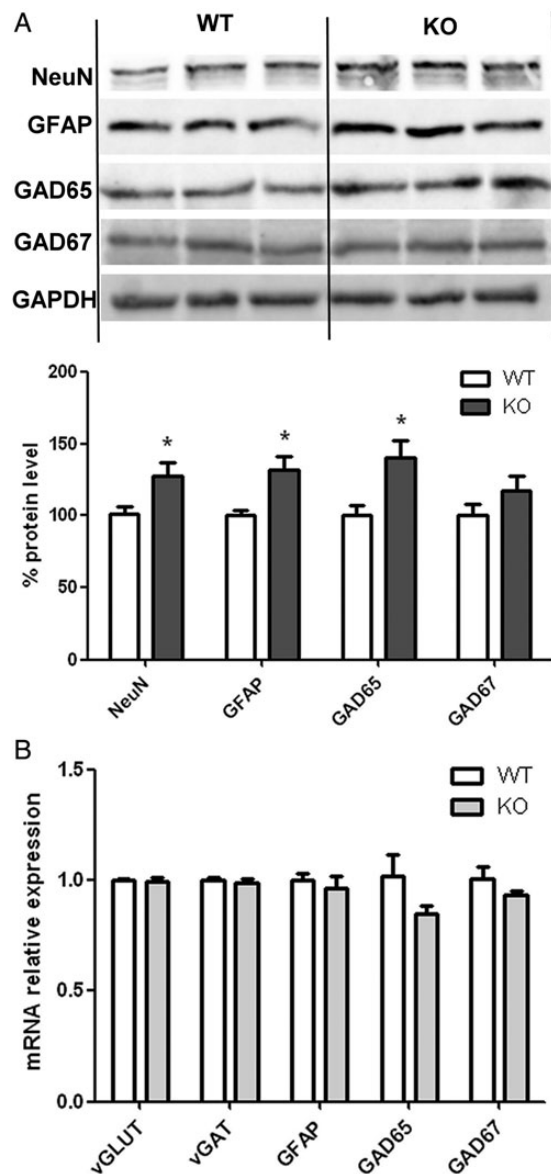 A
WT KO
NeuN
GFAP
GAD65
GAD67
GAPDH
200
150
100
50
0
% protein level
WT
KO
* * *
NeuN GFAP GAD65 GAD67
B
1.5
1.0
0.5
0.0
mRNA relative expression
WT
KO
vGLUT vGAT GFAP GAD65 GAD67